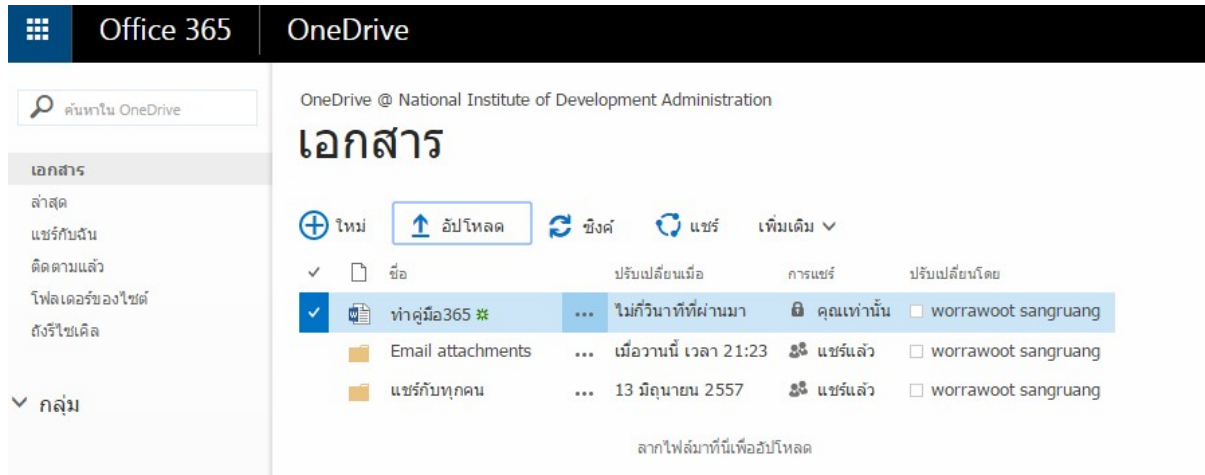 Office 365 OneDrive
ค้นหาใน OneDrive
เอกสาร
ล่าสุด
แชร์กับฉัน
ติดตามแล้ว
โฟลเดอร์ของไซต์
ถังรีไซเคิล
กลุ่ม
OneDrive @ National Institute of Development Administration
เอกสาร
ใหม่ อัปโหลด ซิงค์ แชร์ เพิ่มเติม
ชื่อ ปรับเปลี่ยนเมื่อ การแชร์ ปรับเปลี่ยนโดย
ทำคู่มือ365 ... ไม่กี่วินาทีที่ผ่านมา คุณเท่านั้น worrawoot sangruang
Email attachments ... เมื่อวานนี้ เวลา 21:23 แชร์แล้ว worrawoot sangruang
แชร์กับทุกคน ... 13 มิถุนายน 2557 แชร์แล้ว worrawoot sangruang
ลากไฟล์มาที่นี่เพื่ออัปโหลด